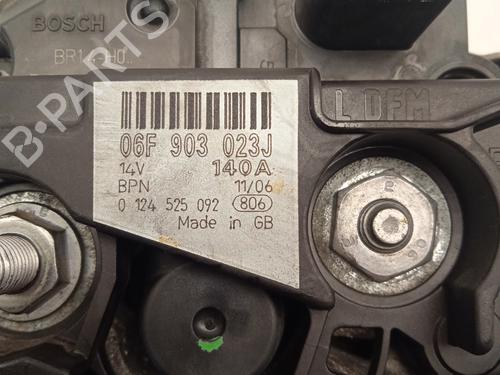 BOSCH
B-PARTS
L DFM
06F 903 023J
14V 140A
BPN 11/06
0 124 525 092 806
Made in GB